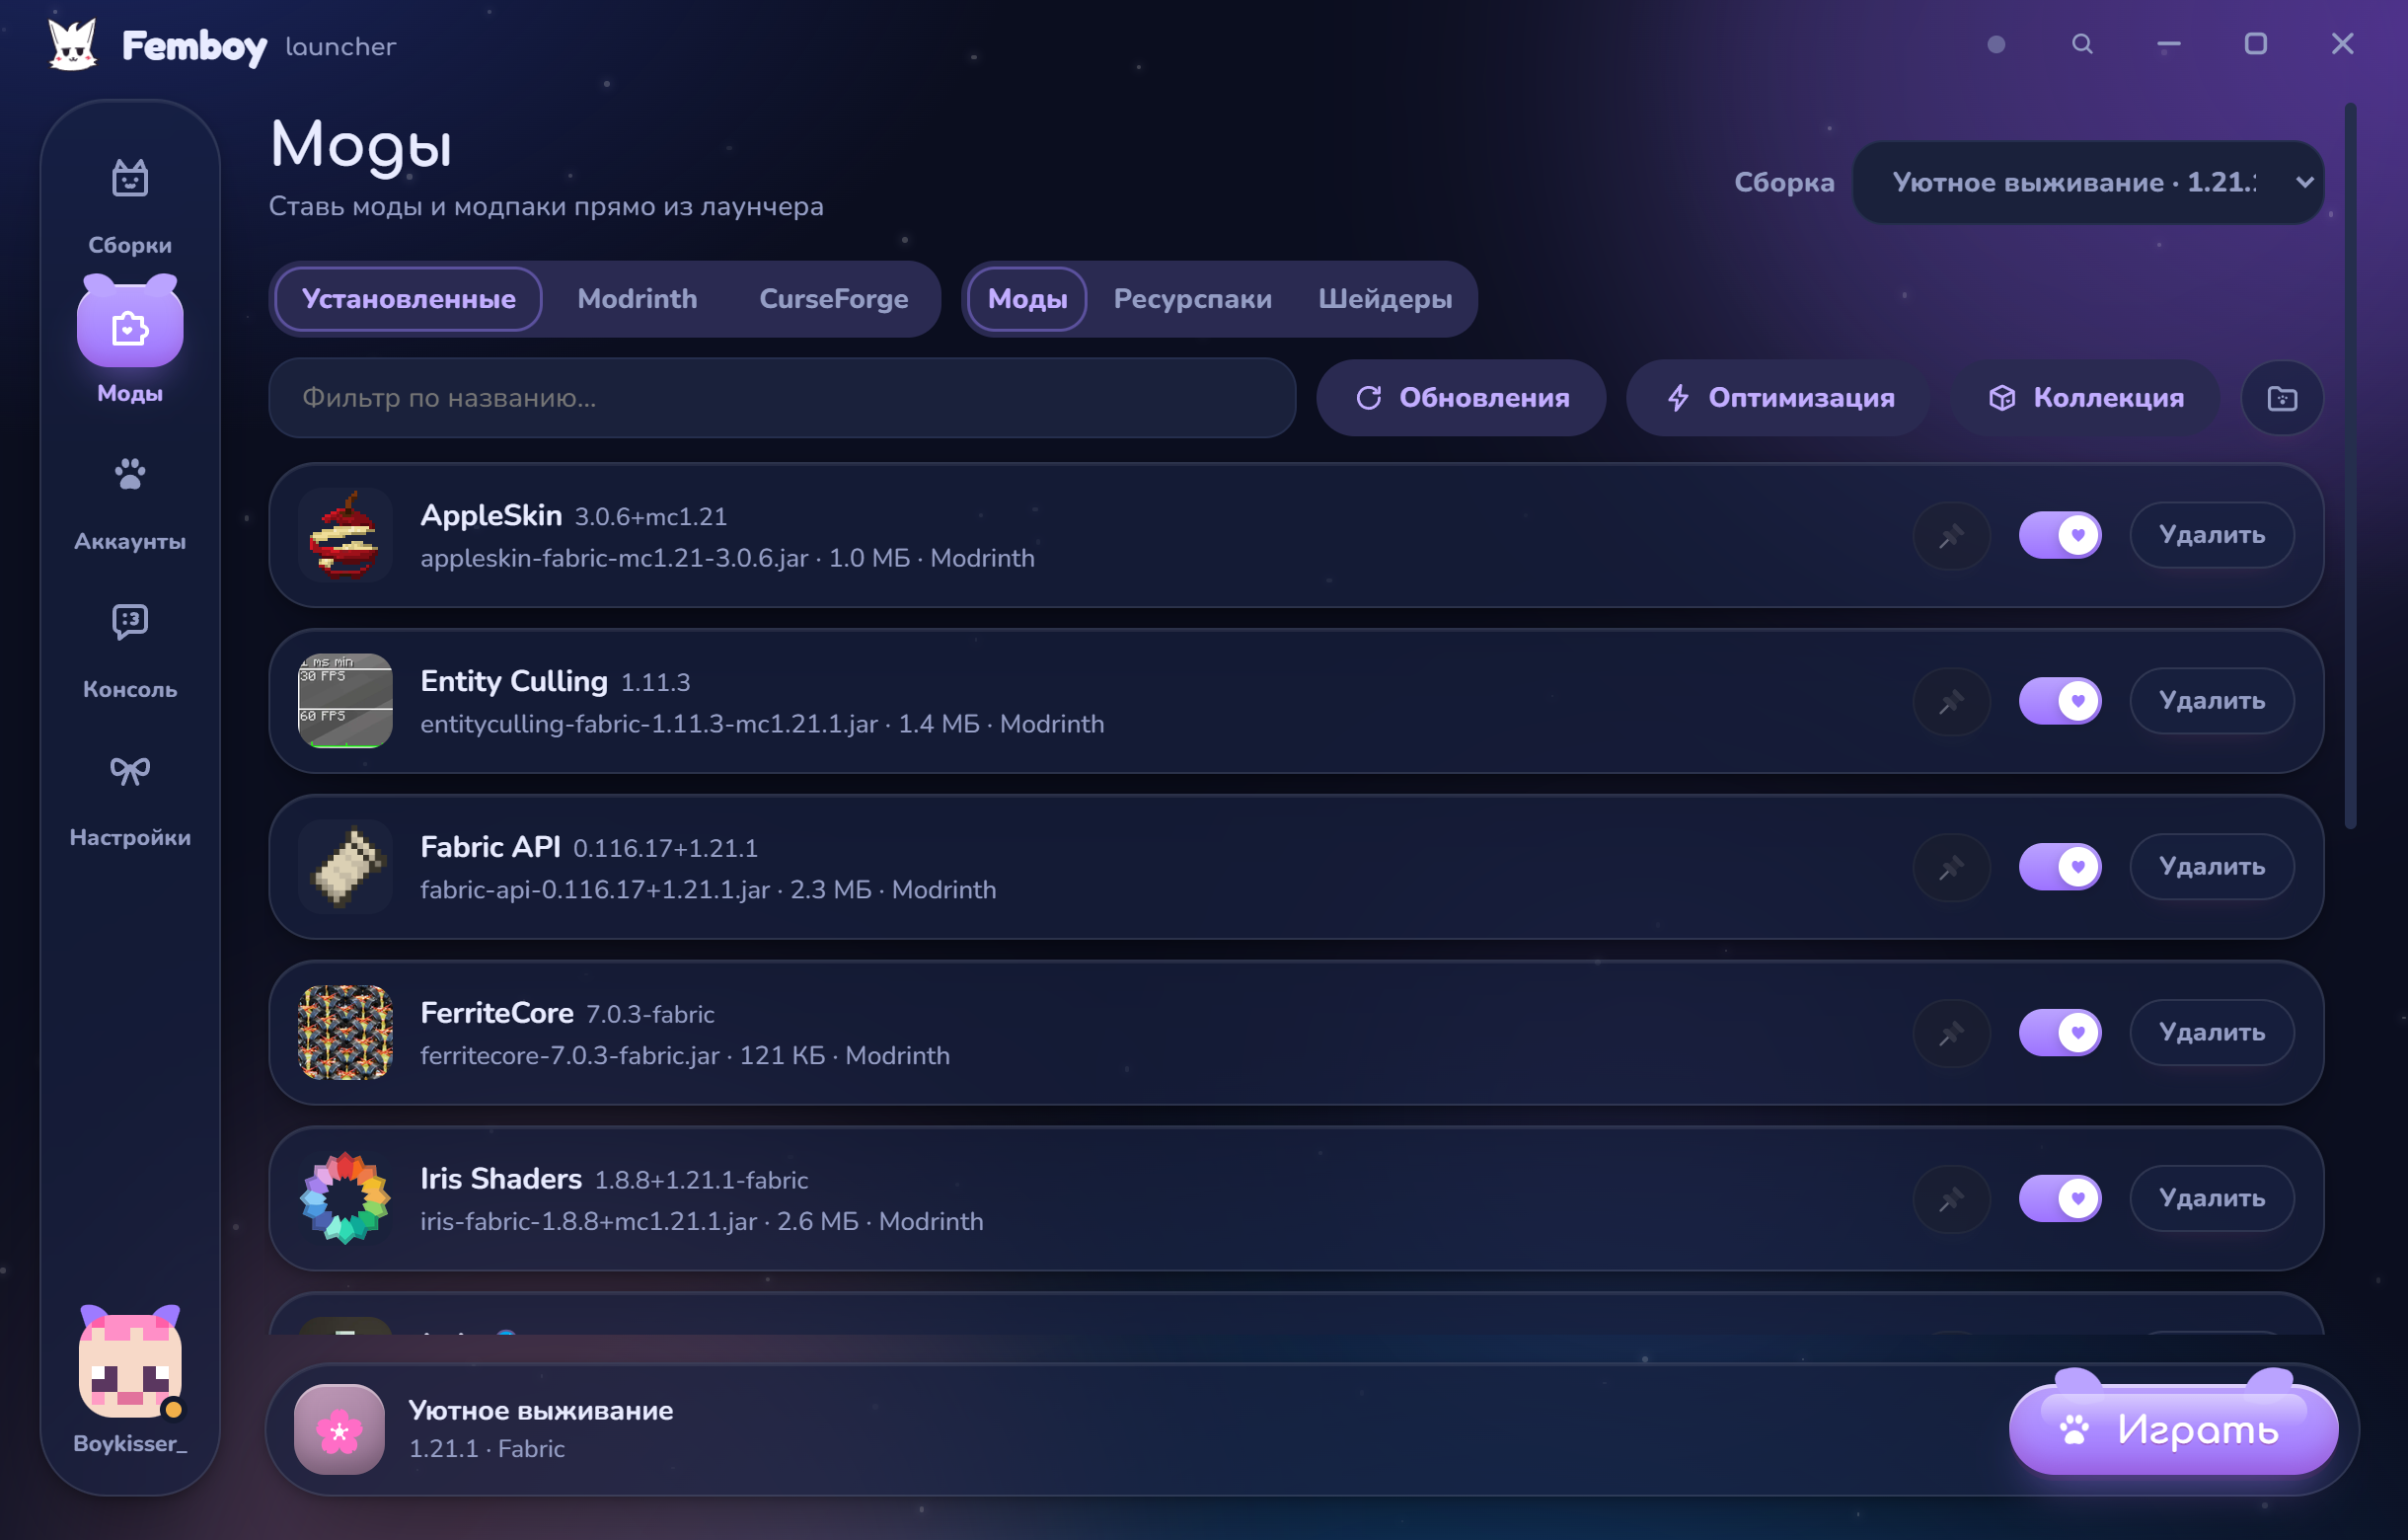 Femboy launcher
Моды
Ставь моды и модпаки прямо из лаунчера
Сборка
Уютное выживание · 1.21.
Установленные
Modrinth
CurseForge
Моды
Ресурспаки
Шейдеры
Фильтр по названию...
Обновления
Оптимизация
Коллекция
Сборки
Моды
Аккаунты
:3
Консоль
Настройки
Boykisser_
AppleSkin 3.0.6+mc1.21
appleskin-fabric-mc1.21-3.0.6.jar · 1.0 МБ · Modrinth
Удалить
ms min
30 FPS
60 FPS
Entity Culling 1.11.3
entityculling-fabric-1.11.3-mc1.21.1.jar · 1.4 МБ · Modrinth
Удалить
Fabric API 0.116.17+1.21.1
fabric-api-0.116.17+1.21.1.jar · 2.3 МБ · Modrinth
Удалить
FerriteCore 7.0.3-fabric
ferritecore-7.0.3-fabric.jar · 121 КБ · Modrinth
Удалить
Iris Shaders 1.8.8+1.21.1-fabric
iris-fabric-1.8.8+mc1.21.1.jar · 2.6 МБ · Modrinth
Удалить
Уютное выживание
1.21.1 · Fabric
Играть